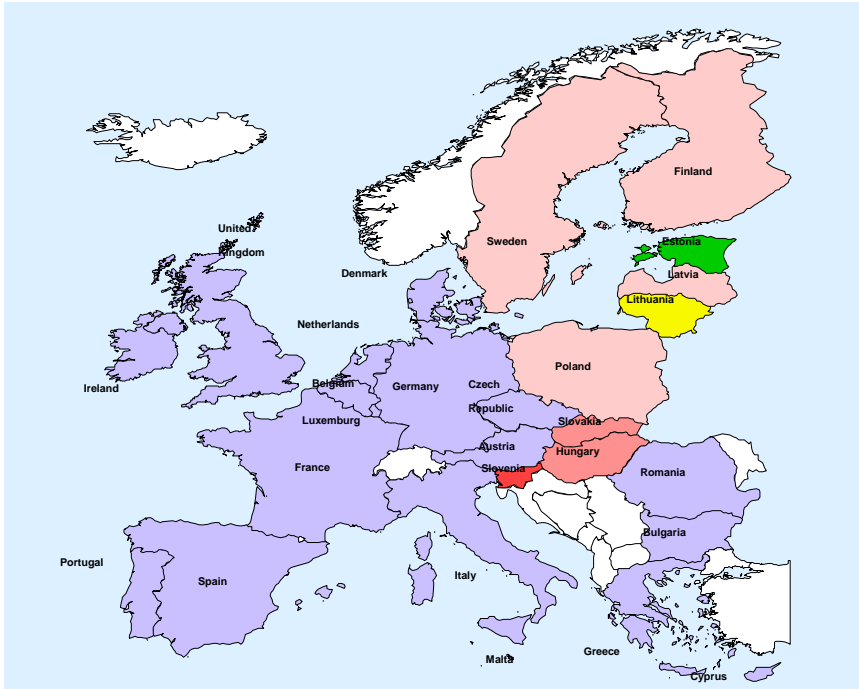 Finland
United
Kingdom
Sweden
Estonia
Denmark
Latvia
Lithuania
Netherlands
Poland
Ireland
Belgium
Germany
Czech
Republic
Luxemburg
Slovakia
Austria
Hungary
France
Slovenia
Romania
Bulgaria
Portugal
Spain
Italy
Greece
Malta
Cyprus